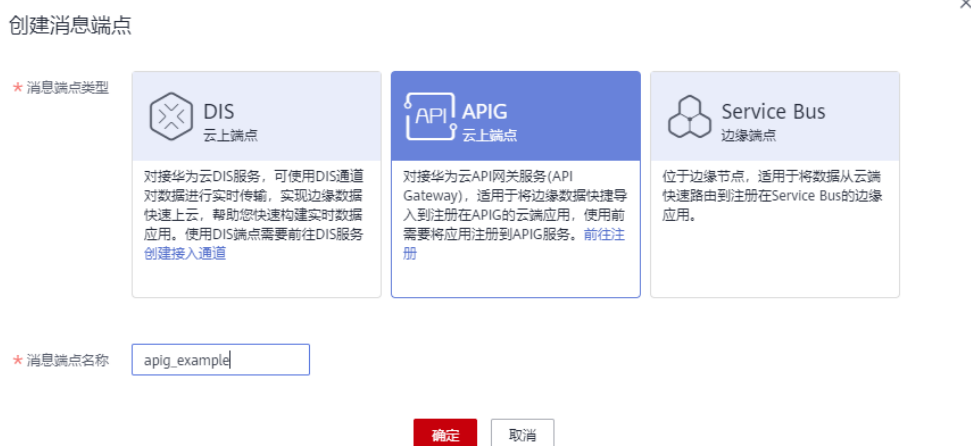 创建消息端点
* 消息端点类型
DIS
云上端点
对接华为云DIS服务，可使用DIS通道
对数据进行实时传输，实现边缘数据
快速上云，帮助您快速构建实时数据
应用。使用DIS端点需要前往DIS服务
创建接入通道
API
APIG
云上端点
对接华为云API网关服务(API
Gateway)，适用于将边缘数据快捷导
入到注册在APIG的云端应用，使用前
需要将应用注册到APIG服务。前往注
册
Service Bus
边缘端点
位于边缘节点，适用于将数据从云端
快速路由到注册在Service Bus的边缘
应用。
* 消息端点名称
apig_example
确定
取消